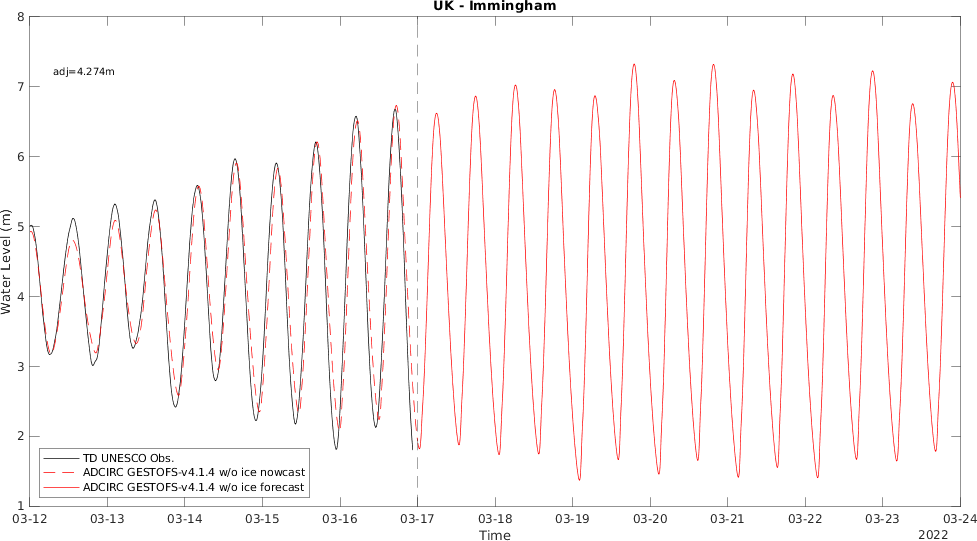 UK - Immingham
8
adj=4.274m
7
6
5
4
3
2
1
Water Level (m)
TD UNESCO Obs.
ADCIRC GESTOFS-v4.1.4 w/o ice nowcast
ADCIRC GESTOFS-v4.1.4 w/o ice forecast
03-12 03-13 03-14 03-15 03-16 03-17 03-18 03-19 03-20 03-21 03-22 03-23 03-24
Time
2022